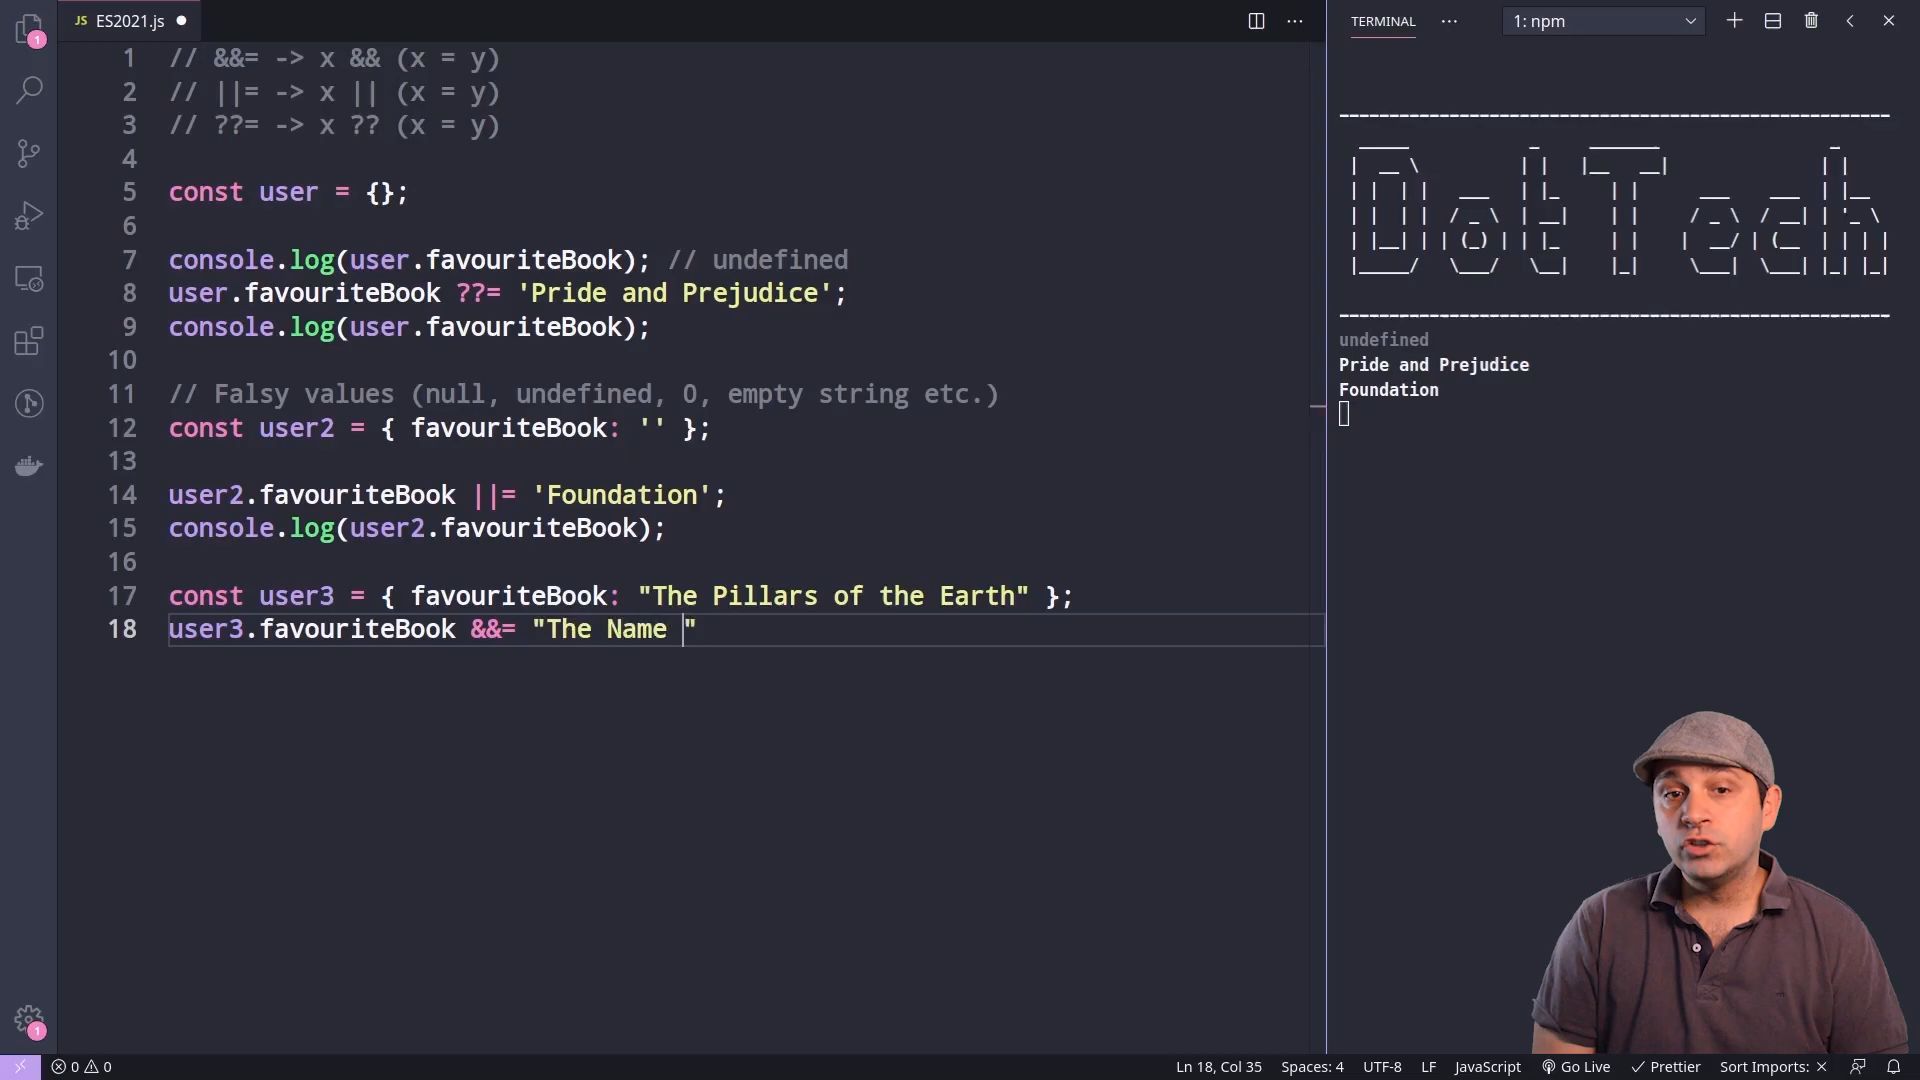 JS ES2021.js
TERMINAL
1: npm
1
1 // &&= -> x && (x = y)
2 // ||= -> x || (x = y)
3 // ??= -> x ?? (x = y)
4
5 const user = {};
6
7 console.log(user.favouriteBook); // undefined
8 user.favouriteBook ??= 'Pride and Prejudice';
9 console.log(user.favouriteBook);
10
11 // Falsy values (null, undefined, 0, empty string etc.)
12 const user2 = { favouriteBook: '' };
13
14 user2.favouriteBook ||= 'Foundation';
15 console.log(user2.favouriteBook);
16
17 const user3 = { favouriteBook: "The Pillars of the Earth" };
18 user3.favouriteBook &&= "The Name "
DotTech
undefined
Pride and Prejudice
Foundation
1
0 0
Ln 18, Col 35 Spaces: 4 UTF-8 LF JavaScript Go Live Prettier Sort Imports: